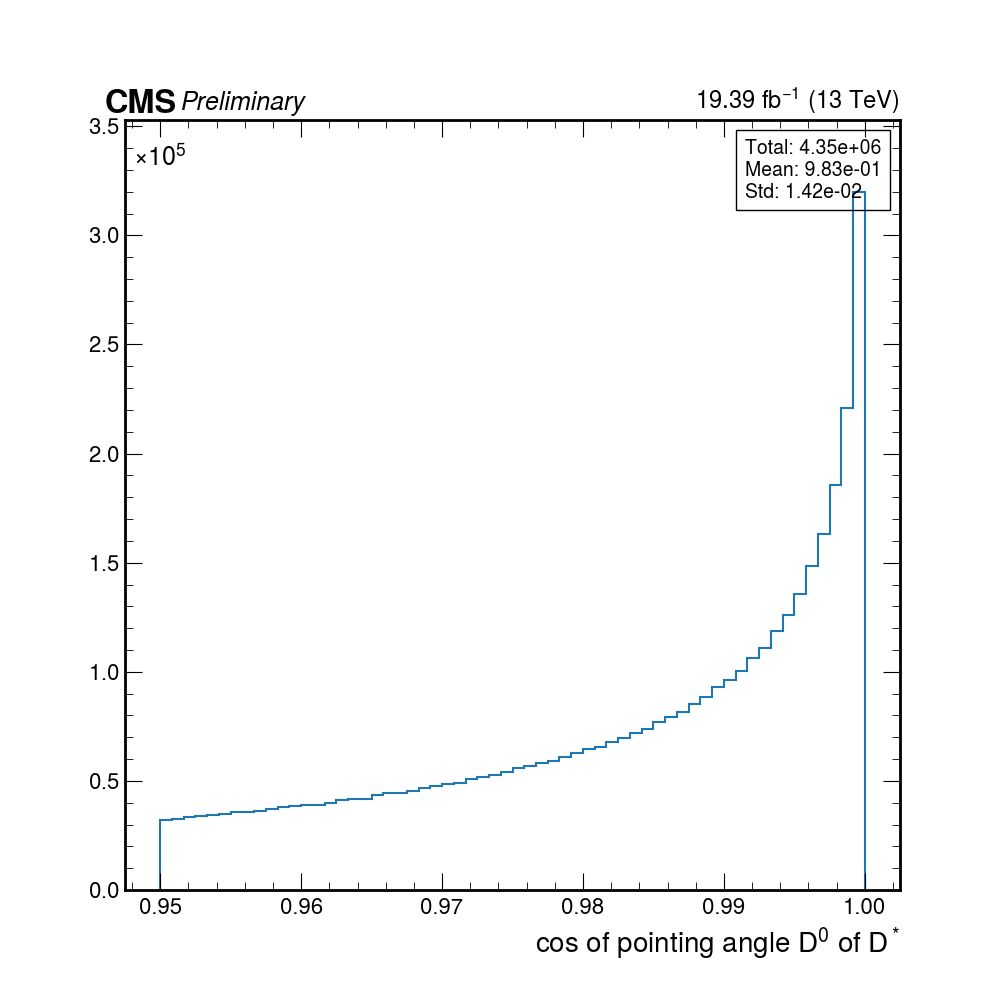 CMS Preliminary 19.39 fb⁻¹ (13 TeV)
×10⁵
Total: 4.35e+06
Mean: 9.83e-01
Std: 1.42e-02
3.5
3.0
2.5
2.0
1.5
1.0
0.5
0.0
0.95 0.96 0.97 0.98 0.99 1.00
cos of pointing angle D⁰ of D*